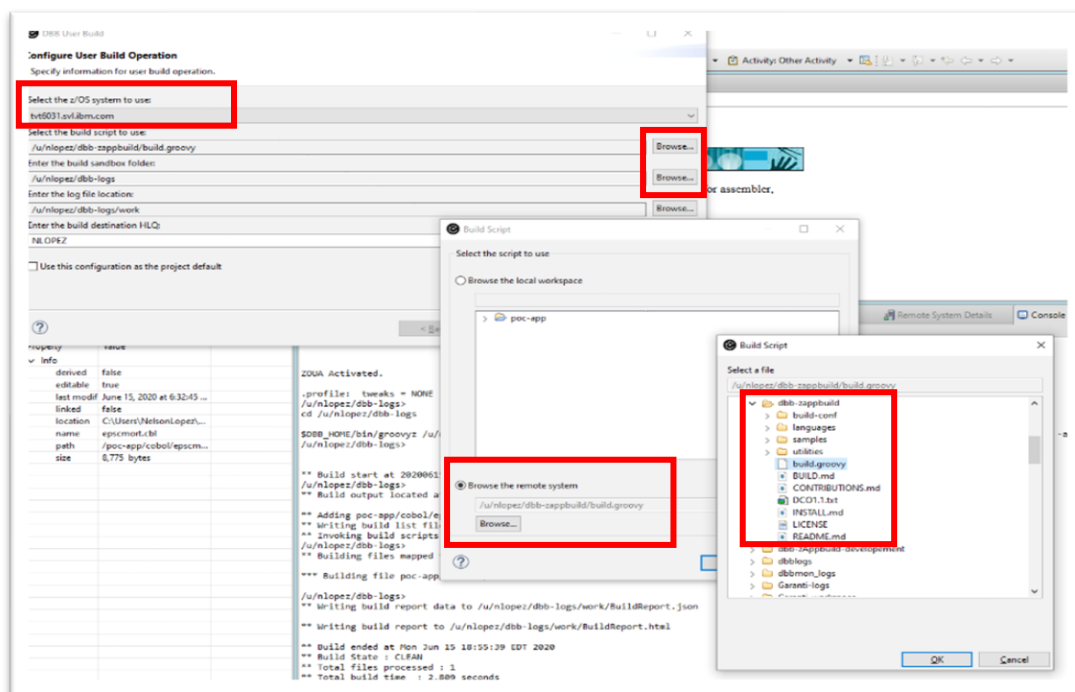 DBB User Build
Configure User Build Operation
Specify information for user build operation.
Select the z/OS system to use:
tvt6031.svl.ibm.com
Select the build script to use:
/u/nlopez/dbb-zappbuild/build.groovy
Browse...
Enter the build sandbox folder:
/u/nlopez/dbb-logs
Browse...
Enter the log file location:
/u/nlopez/dbb-logs/work
Browse...
Enter the build destination HLQ:
NLOPEZ
Use this configuration as the project default
Activity: Other Activity
or assembler,
Remote System Details
Console
Property
Value
Info
derived false
editable true
last modif June 15, 2020 at 6:32:45 ...
linked false
location C:\Users\NelsonLopez\...
name epscmort.cbl
path /poc-app/cobol/epscm...
size 8,775 bytes
ZOUA Activated.
.profile: tweaks = NONE
/u/nlopez/dbb-logs>
cd /u/nlopez/dbb-logs
$DBB_HOME/bin/groovyz /u/
/u/nlopez/dbb-logs>
** Build start at 2020061
/u/nlopez/dbb-logs>
** Build output located a
** Adding poc-app/cobol/e
** Writing build list fil
** Invoking build scripts
/u/nlopez/dbb-logs>
** Building files mapped
*** Building file poc-app
/u/nlopez/dbb-logs>
** Writing build report data to /u/nlopez/dbb-logs/work/BuildReport.json
** Writing build report to /u/nlopez/dbb-logs/work/BuildReport.html
** Build ended at Mon Jun 15 18:55:39 EDT 2020
** Build State : CLEAN
** Total files processed : 1
** Total build time : 2.809 seconds
Build Script
Select the script to use
Browse the local workspace
poc-app
Browse the remote system
/u/nlopez/dbb-zappbuild/build.groovy
Browse...
Build Script
Select a file
/u/nlopez/dbb-zappbuild/build.groovy
dbb-zappbuild
build-conf
languages
samples
utilities
build.groovy
BUILD.md
CONTRIBUTIONS.md
DCO1.1.txt
INSTALL.md
LICENSE
README.md
dbb-zAppbuild-developement
dbblogs
dbbmon_logs
Garanti-logs
OK
Cancel